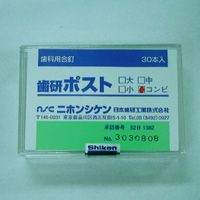 歯科用合釘 30本入
歯研ポスト □大 □中
□小 コンビ
n/c ニホンシケン 日本歯研工業株式会社
承認番号 52B 1382
No. 3030808
Shiken